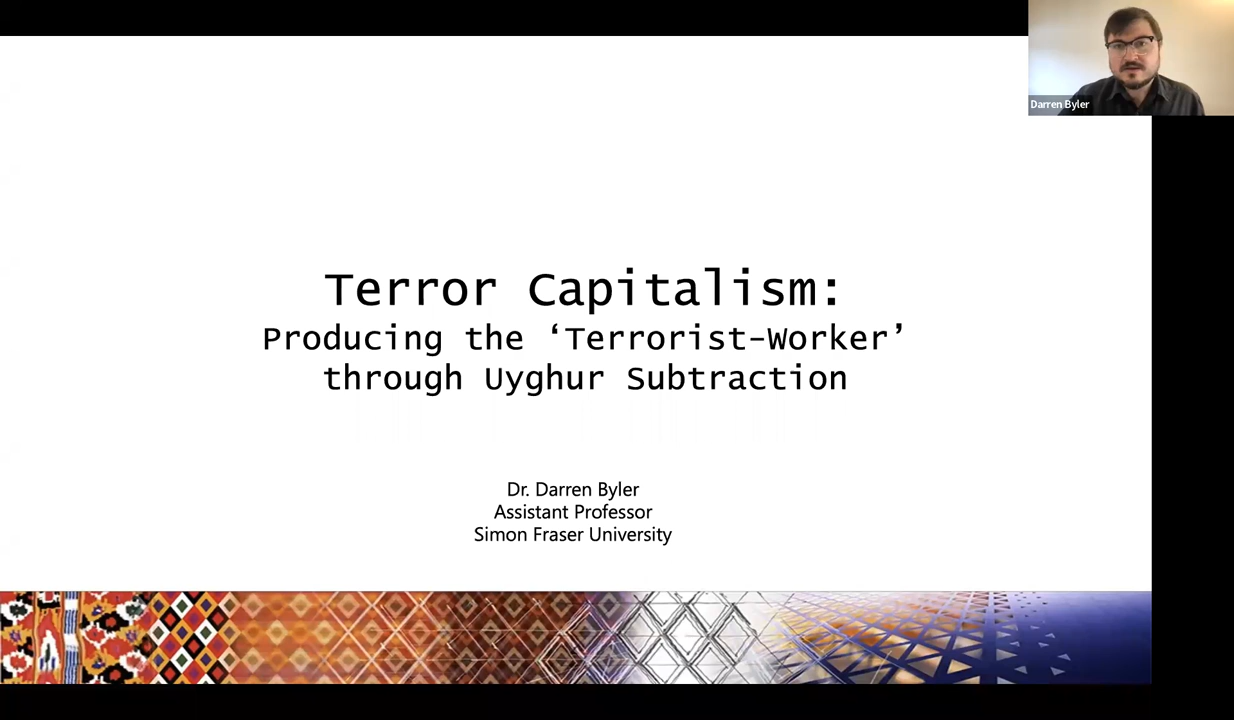 Darren Byler
Terror Capitalism:
Producing the ‘Terrorist-Worker’
through Uyghur Subtraction
Dr. Darren Byler
Assistant Professor
Simon Fraser University